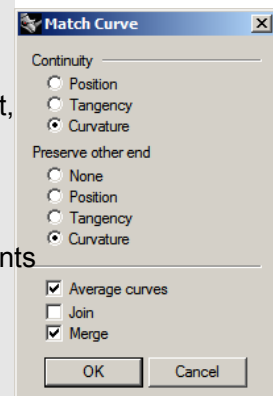 Match Curve
Continuity
Position
t,
Tangency
Curvature
Preserve other end
None
Position
Tangency
Curvature
nts
Average curves
Join
Merge
OK Cancel